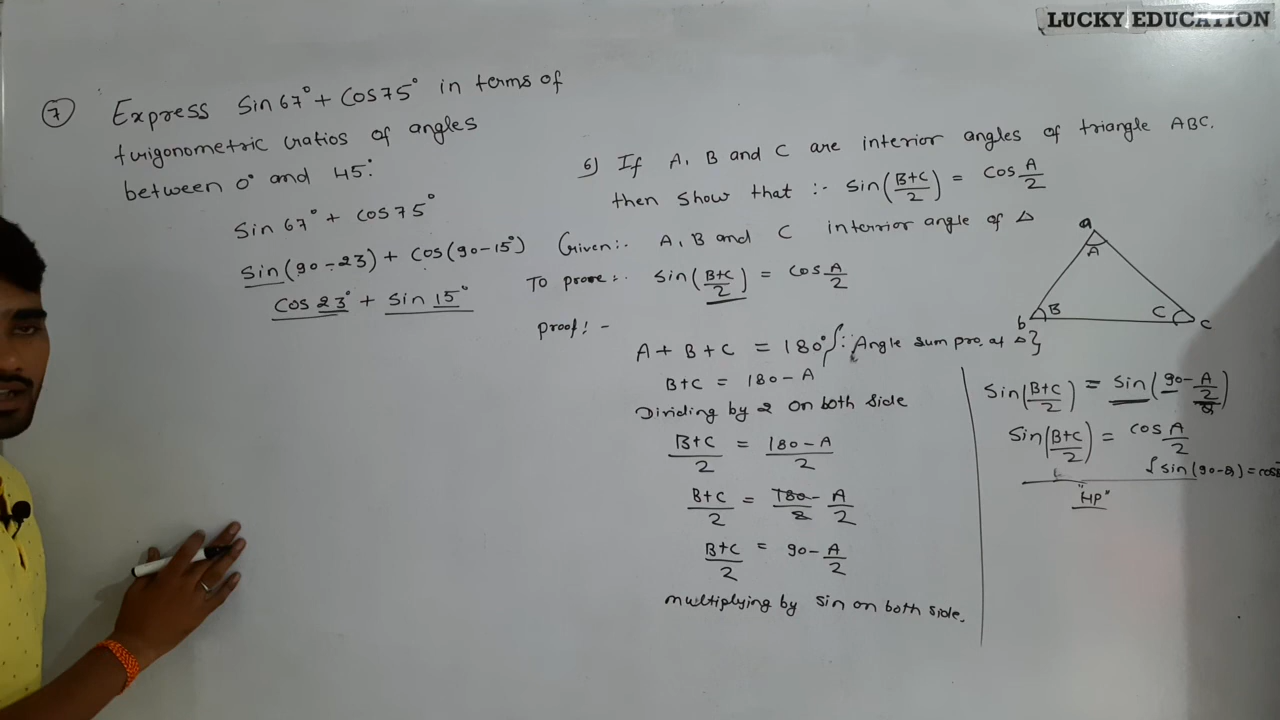 LUCKY EDUCATION
⑦ Express Sin 67° + Cos 75° in terms of
trigonometric ratios of angles
between 0° and 45°.
Sin 67° + cos 75°
Sin(90-23) + cos(90-15°)
Cos 23° + Sin 15°
6) If A, B and C are interior angles of triangle ABC.
then show that :- Sin(B+C/2) = Cos A/2
Given:. A, B and C interior angle of Δ
To prove:. Sin(B+C/2) = Cos A/2
proof:-
A + B + C = 180° {∵ Angle sum pro. of Δ}
B+C = 180 - A
Dividing by 2 on both side
B+C/2 = 180-A/2
B+C/2 = 180/2 - A/2
B+C/2 = 90 - A/2
multiplying by sin on both side.
a
A
b B C c
Sin(B+C/2) = Sin(90 - A/2)
Sin(B+C/2) = cos A/2
{sin(90-θ) = cosθ
"HP"